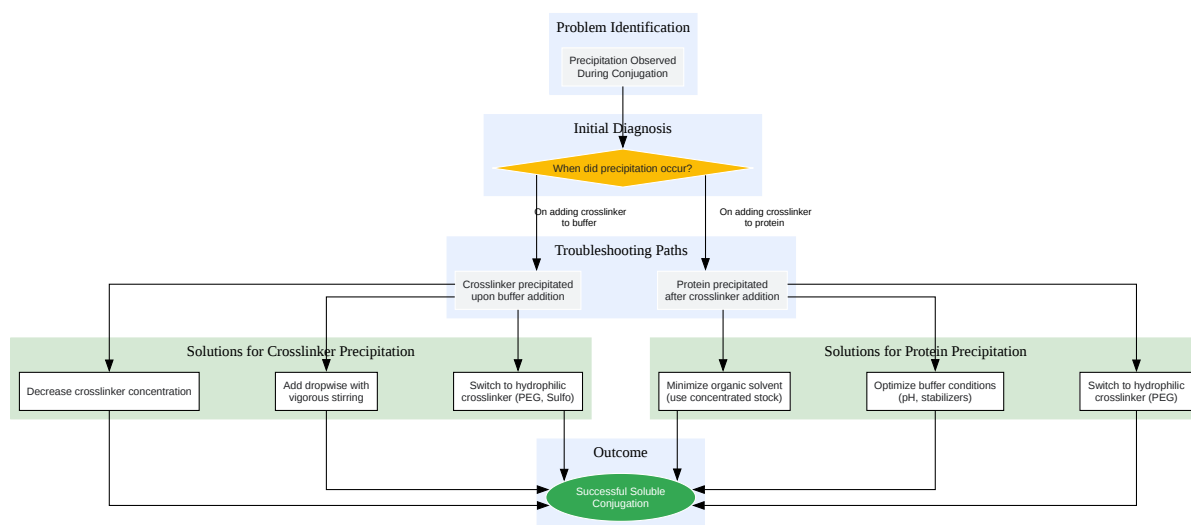 Problem Identification
Precipitation Observed
During Conjugation
Initial Diagnosis
When did precipitation occur?
On adding crosslinker
to buffer
On adding crosslinker
to protein
Troubleshooting Paths
Crosslinker precipitated
upon buffer addition
Protein precipitated
after crosslinker addition
Solutions for Crosslinker Precipitation
Decrease crosslinker concentration
Add dropwise with
vigorous stirring
Switch to hydrophilic
crosslinker (PEG, Sulfo)
Solutions for Protein Precipitation
Minimize organic solvent
(use concentrated stock)
Optimize buffer conditions
(pH, stabilizers)
Switch to hydrophilic
crosslinker (PEG)
Outcome
Successful Soluble
Conjugation